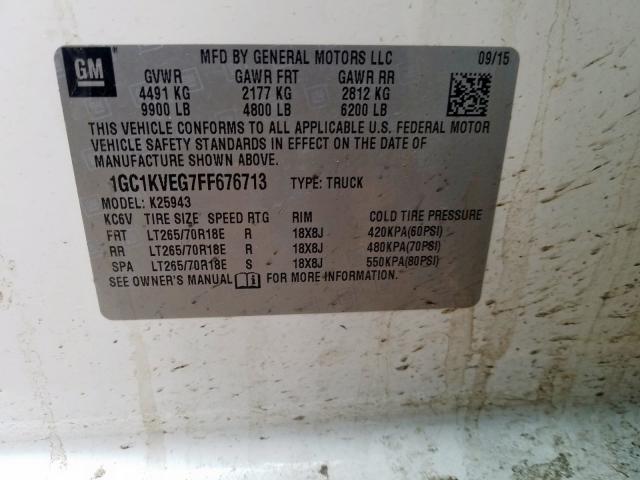 GM
MFD BY GENERAL MOTORS LLC 09/15
GVWR GAWR FRT GAWR RR
4491 KG 2177 KG 2812 KG
9900 LB 4800 LB 6200 LB
THIS VEHICLE CONFORMS TO ALL APPLICABLE U.S. FEDERAL MOTOR
VEHICLE SAFETY STANDARDS IN EFFECT ON THE DATE OF
MANUFACTURE SHOWN ABOVE.
1GC1KVEG7FF676713 TYPE: TRUCK
MODEL: K25943
KC6V TIRE SIZE SPEED RTG RIM COLD TIRE PRESSURE
FRT LT265/70R18E R 18X8J 420KPA(60PSI)
RR LT265/70R18E R 18X8J 480KPA(70PSI)
SPA LT265/70R18E S 18X8J 550KPA(80PSI)
SEE OWNER'S MANUAL FOR MORE INFORMATION.